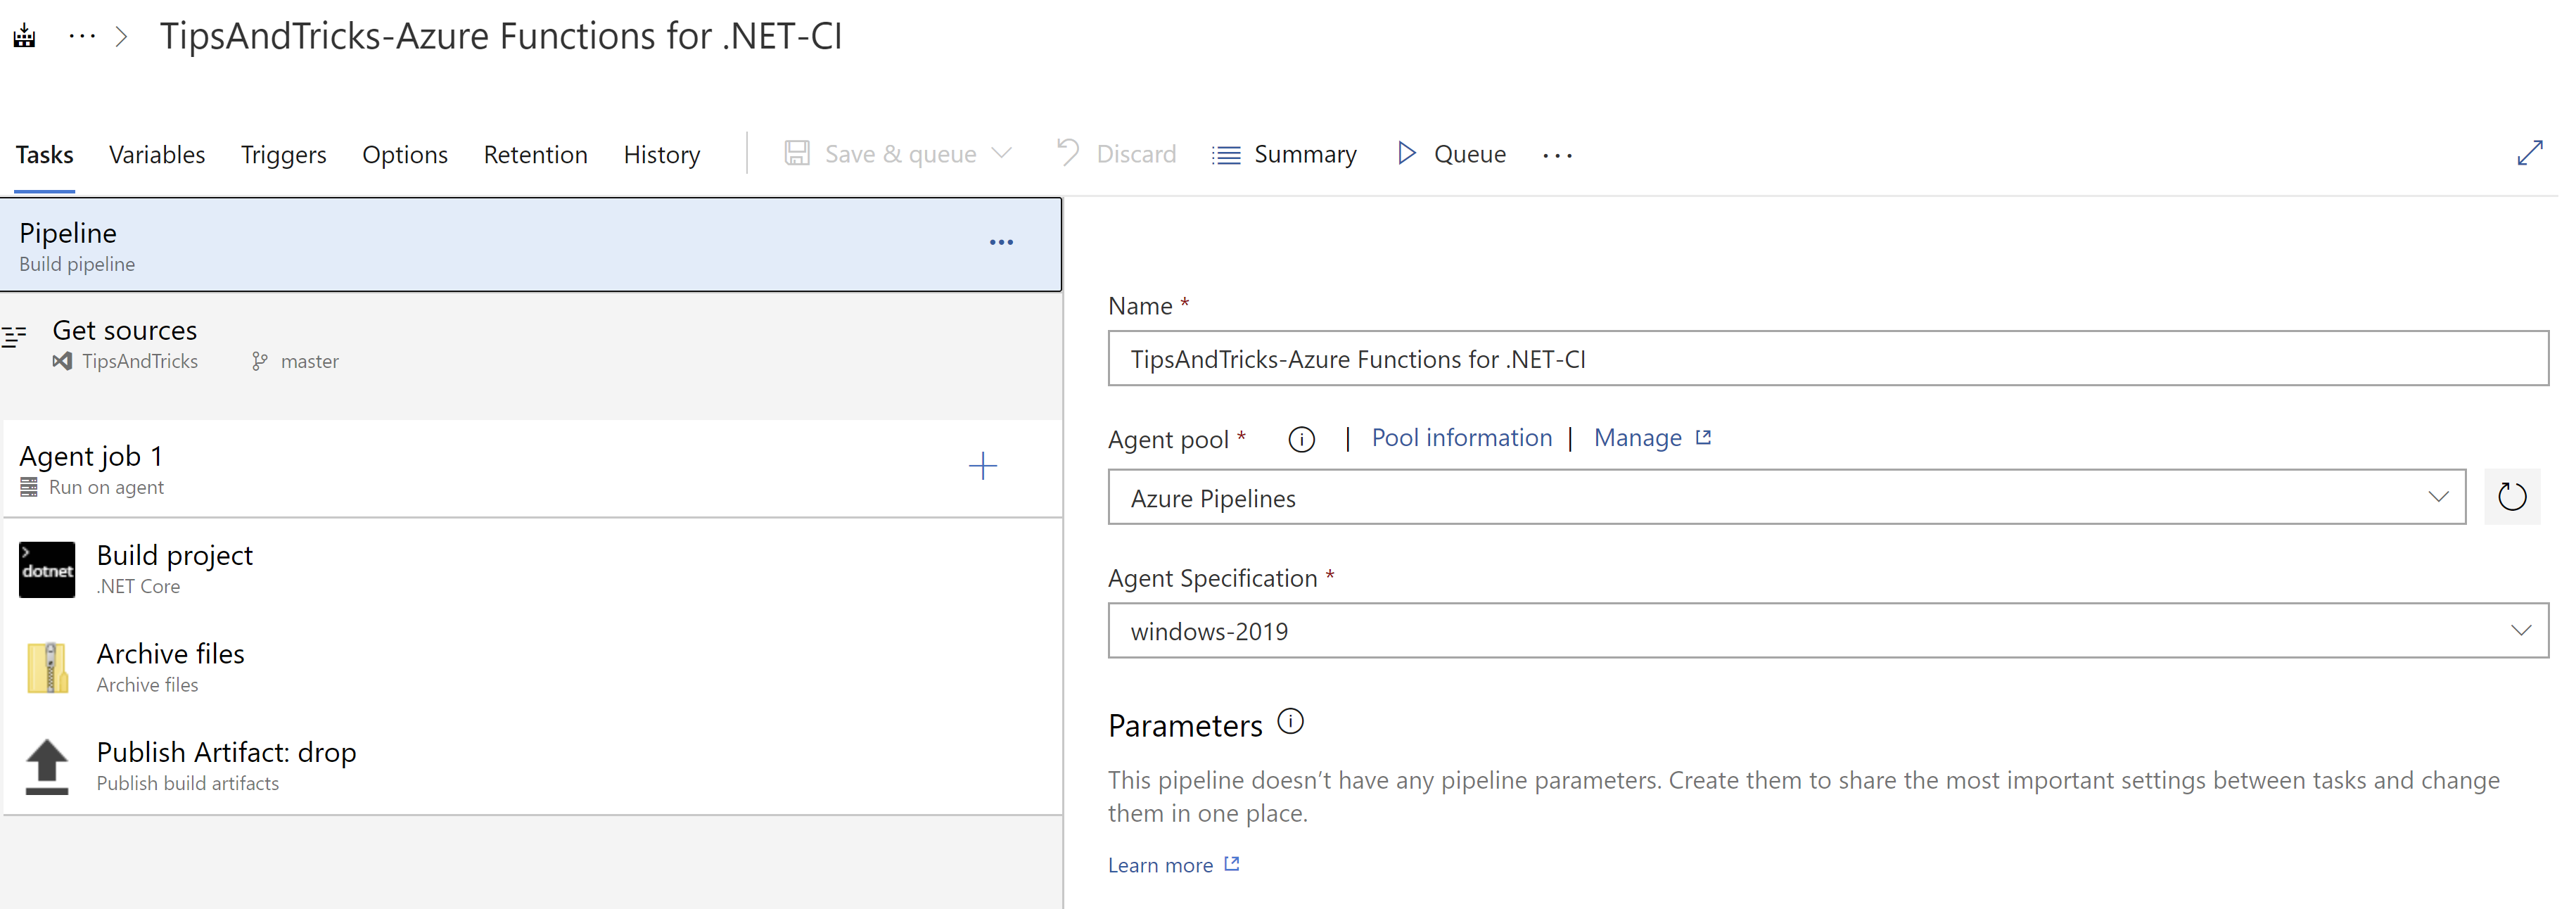 TipsAndTricks-Azure Functions for .NET-CI
Tasks Variables Triggers Options Retention History Save & queue Discard Summary Queue
Pipeline
Build pipeline
Get sources
TipsAndTricks master
Agent job 1
Run on agent
dotnet
Build project
.NET Core
Archive files
Archive files
Publish Artifact: drop
Publish build artifacts
Name *
TipsAndTricks-Azure Functions for .NET-CI
Agent pool * | Pool information | Manage
Azure Pipelines
Agent Specification *
windows-2019
Parameters
This pipeline doesn’t have any pipeline parameters. Create them to share the most important settings between tasks and change
them in one place.
Learn more